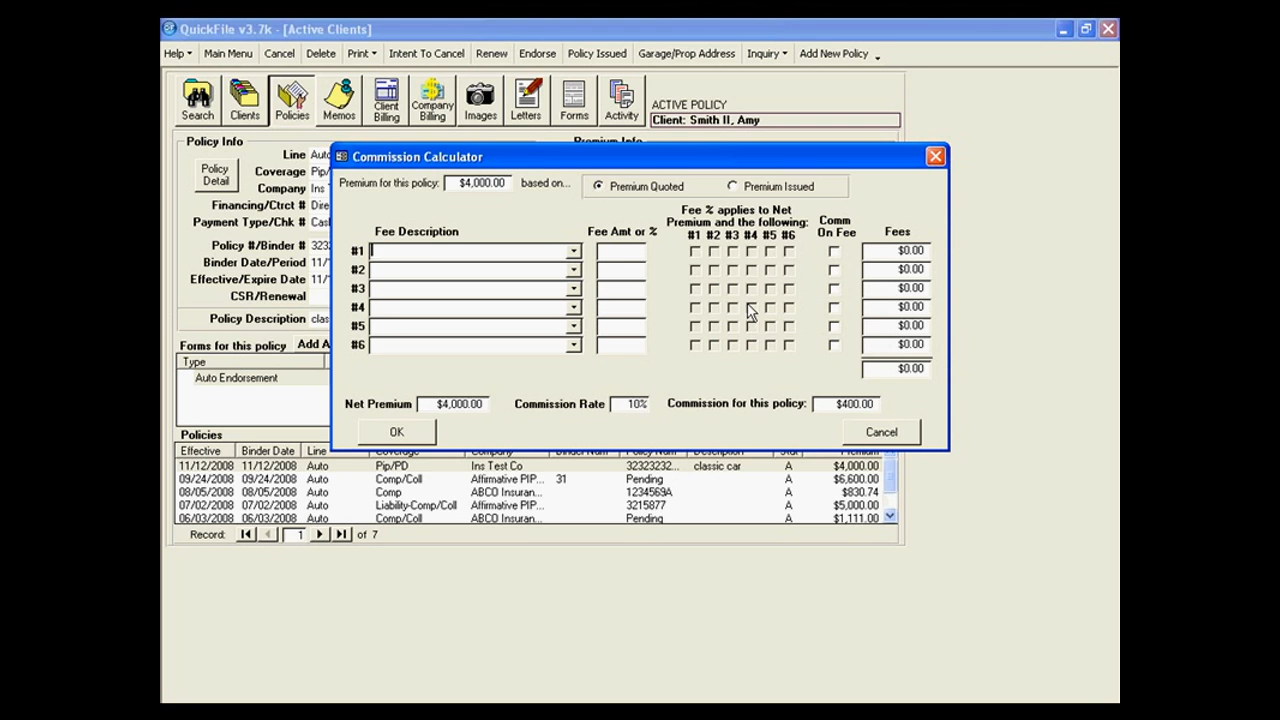 QuickFile v3.7k - [Active Clients]
Help Main Menu Cancel Delete Print Intent To Cancel Renew Endorse Policy Issued Garage/Prop Address Inquiry Add New Policy
Search Clients Policies Memos Client Billing Company Billing Images Letters Forms Activity
ACTIVE POLICY
Client: Smith II, Amy
Policy Info
Policy Detail
Line
Coverage Pip/
Company Ins
Financing/Ctrct # Dire
Payment Type/Chk #
Policy #/Binder # 3232
Binder Date/Period 11/
Effective/Expire Date 11/
CSR/Renewal
Policy Description clas
Forms for this policy Add A
Type
Auto Endorsement
Commission Calculator
Premium for this policy: $4,000.00 based on... Premium Quoted Premium Issued
Fee Description Fee Amt or % Fee % applies to Net Premium and the following: #1 #2 #3 #4 #5 #6 Comm On Fee Fees
#1 $0.00
#2 $0.00
#3 $0.00
#4 $0.00
#5 $0.00
#6 $0.00
$0.00
Net Premium $4,000.00 Commission Rate 10% Commission for this policy: $400.00
OK Cancel
Policies
Effective Binder Date Line
11/12/2008 11/12/2008 Auto Pip/PD Ins Test Co 32323232... classic car A $4,000.00
09/24/2008 09/24/2008 Auto Comp/Coll Affirmative PIP... 31 Pending A $6,600.00
08/05/2008 08/05/2008 Auto Comp ABCO Insuran... 1234569A A $830.74
07/02/2008 07/02/2008 Auto Liability-Comp/Coll Affirmative PIP... 3215877 A $5,000.00
06/03/2008 06/03/2008 Auto Comp/Coll ABCO Insuran... Pending A $1,111.00
Record: 1 of 7